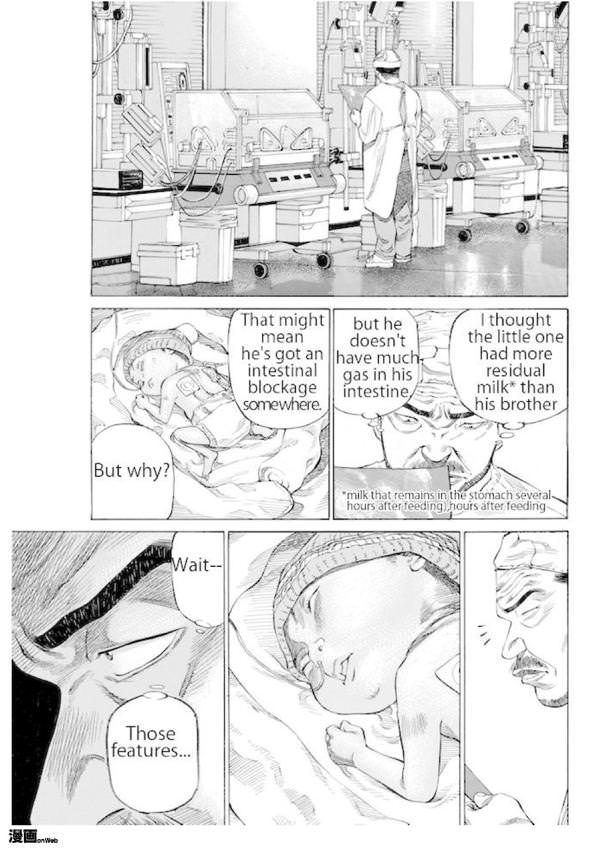 I thought
the little one
had more
residual
milk* than
his brother
but he
doesn't
have much
gas in his
intestine.
*milk that remains in the stomach several
hours after feeding),hours after feeding
That might
mean
he's got an
intestinal
blockage
somewhere.
But why?
Wait--
Those
features...
漫画onWeb